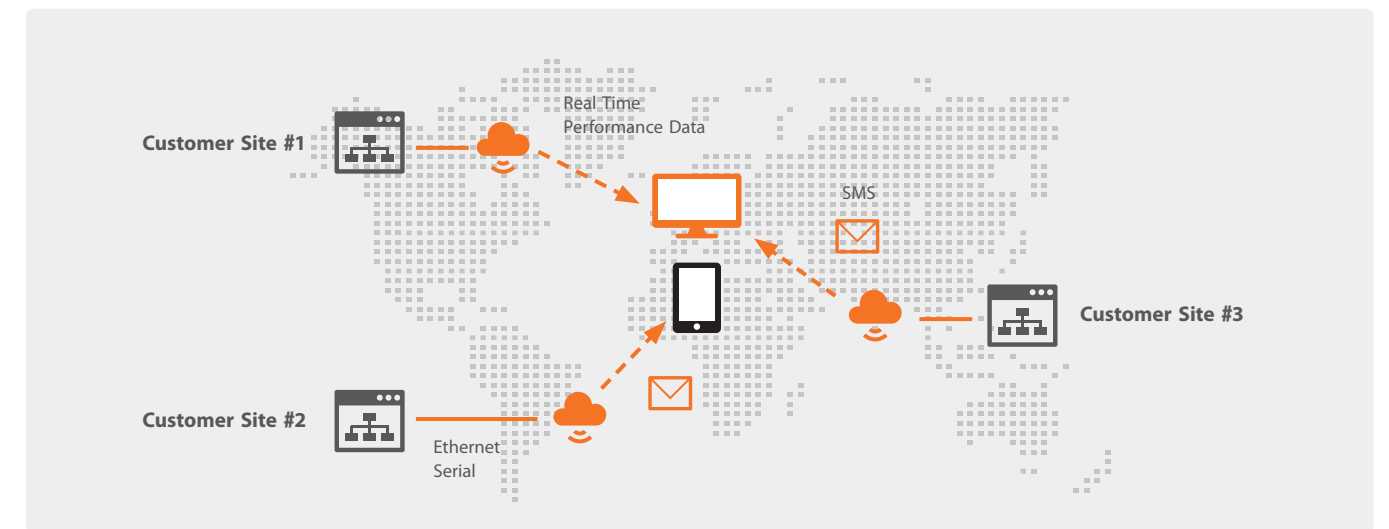 Real Time
Performance Data
Customer Site #1
SMS
Customer Site #3
Customer Site #2
Ethernet
Serial